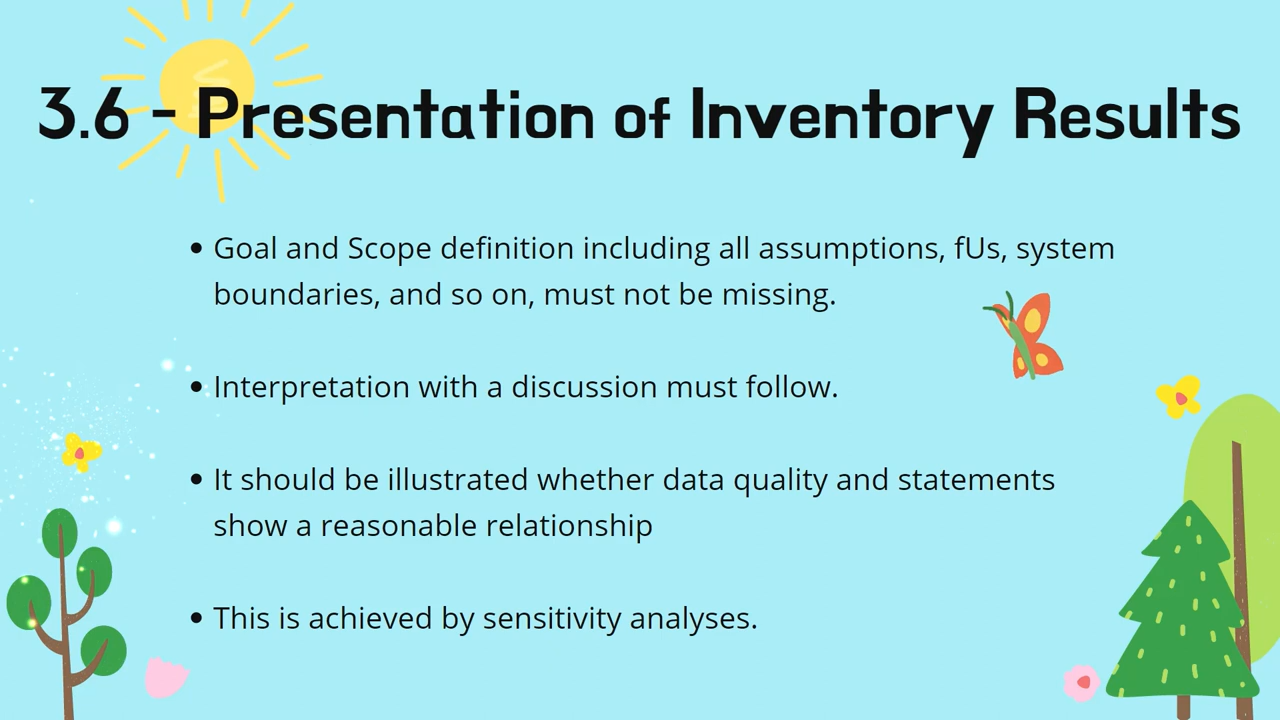 3.6 - Presentation of Inventory Results
• Goal and Scope definition including all assumptions, fUs, system
boundaries, and so on, must not be missing.
• Interpretation with a discussion must follow.
• It should be illustrated whether data quality and statements
show a reasonable relationship
• This is achieved by sensitivity analyses.